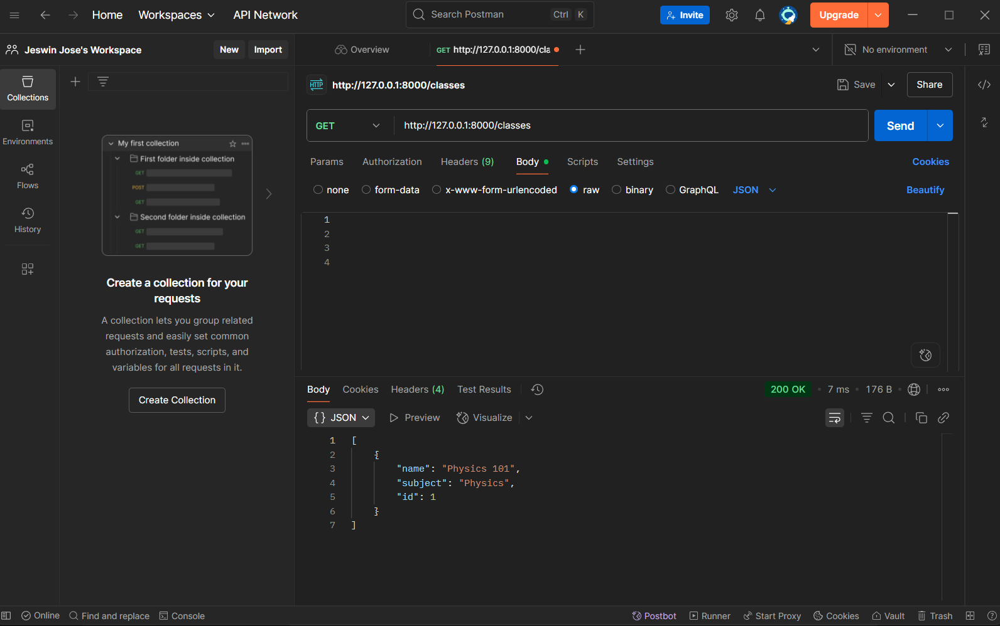 Home Workspaces API Network Search Postman Ctrl K Invite Upgrade
Jeswin Jose's Workspace New Import Overview GET http://127.0.0.1:8000/cla No environment
Collections
Environments
Flows
History
My first collection
First folder inside collection
GET
POST
GET
Second folder inside collection
GET
GET
Create a collection for your
requests
A collection lets you group related
requests and easily set common
authorization, tests, scripts, and
variables for all requests in it.
Create Collection
HTTP http://127.0.0.1:8000/classes Save Share
GET http://127.0.0.1:8000/classes Send
Params Authorization Headers (9) Body Scripts Settings Cookies
none form-data x-www-form-urlencoded raw binary GraphQL JSON Beautify
1
2
3
4
Body Cookies Headers (4) Test Results 200 OK 7 ms 176 B
{} JSON Preview Visualize
1 [
2 {
3 "name": "Physics 101",
4 "subject": "Physics",
5 "id": 1
6 }
7 ]
Online Find and replace Console Postbot Runner Start Proxy Cookies Vault Trash